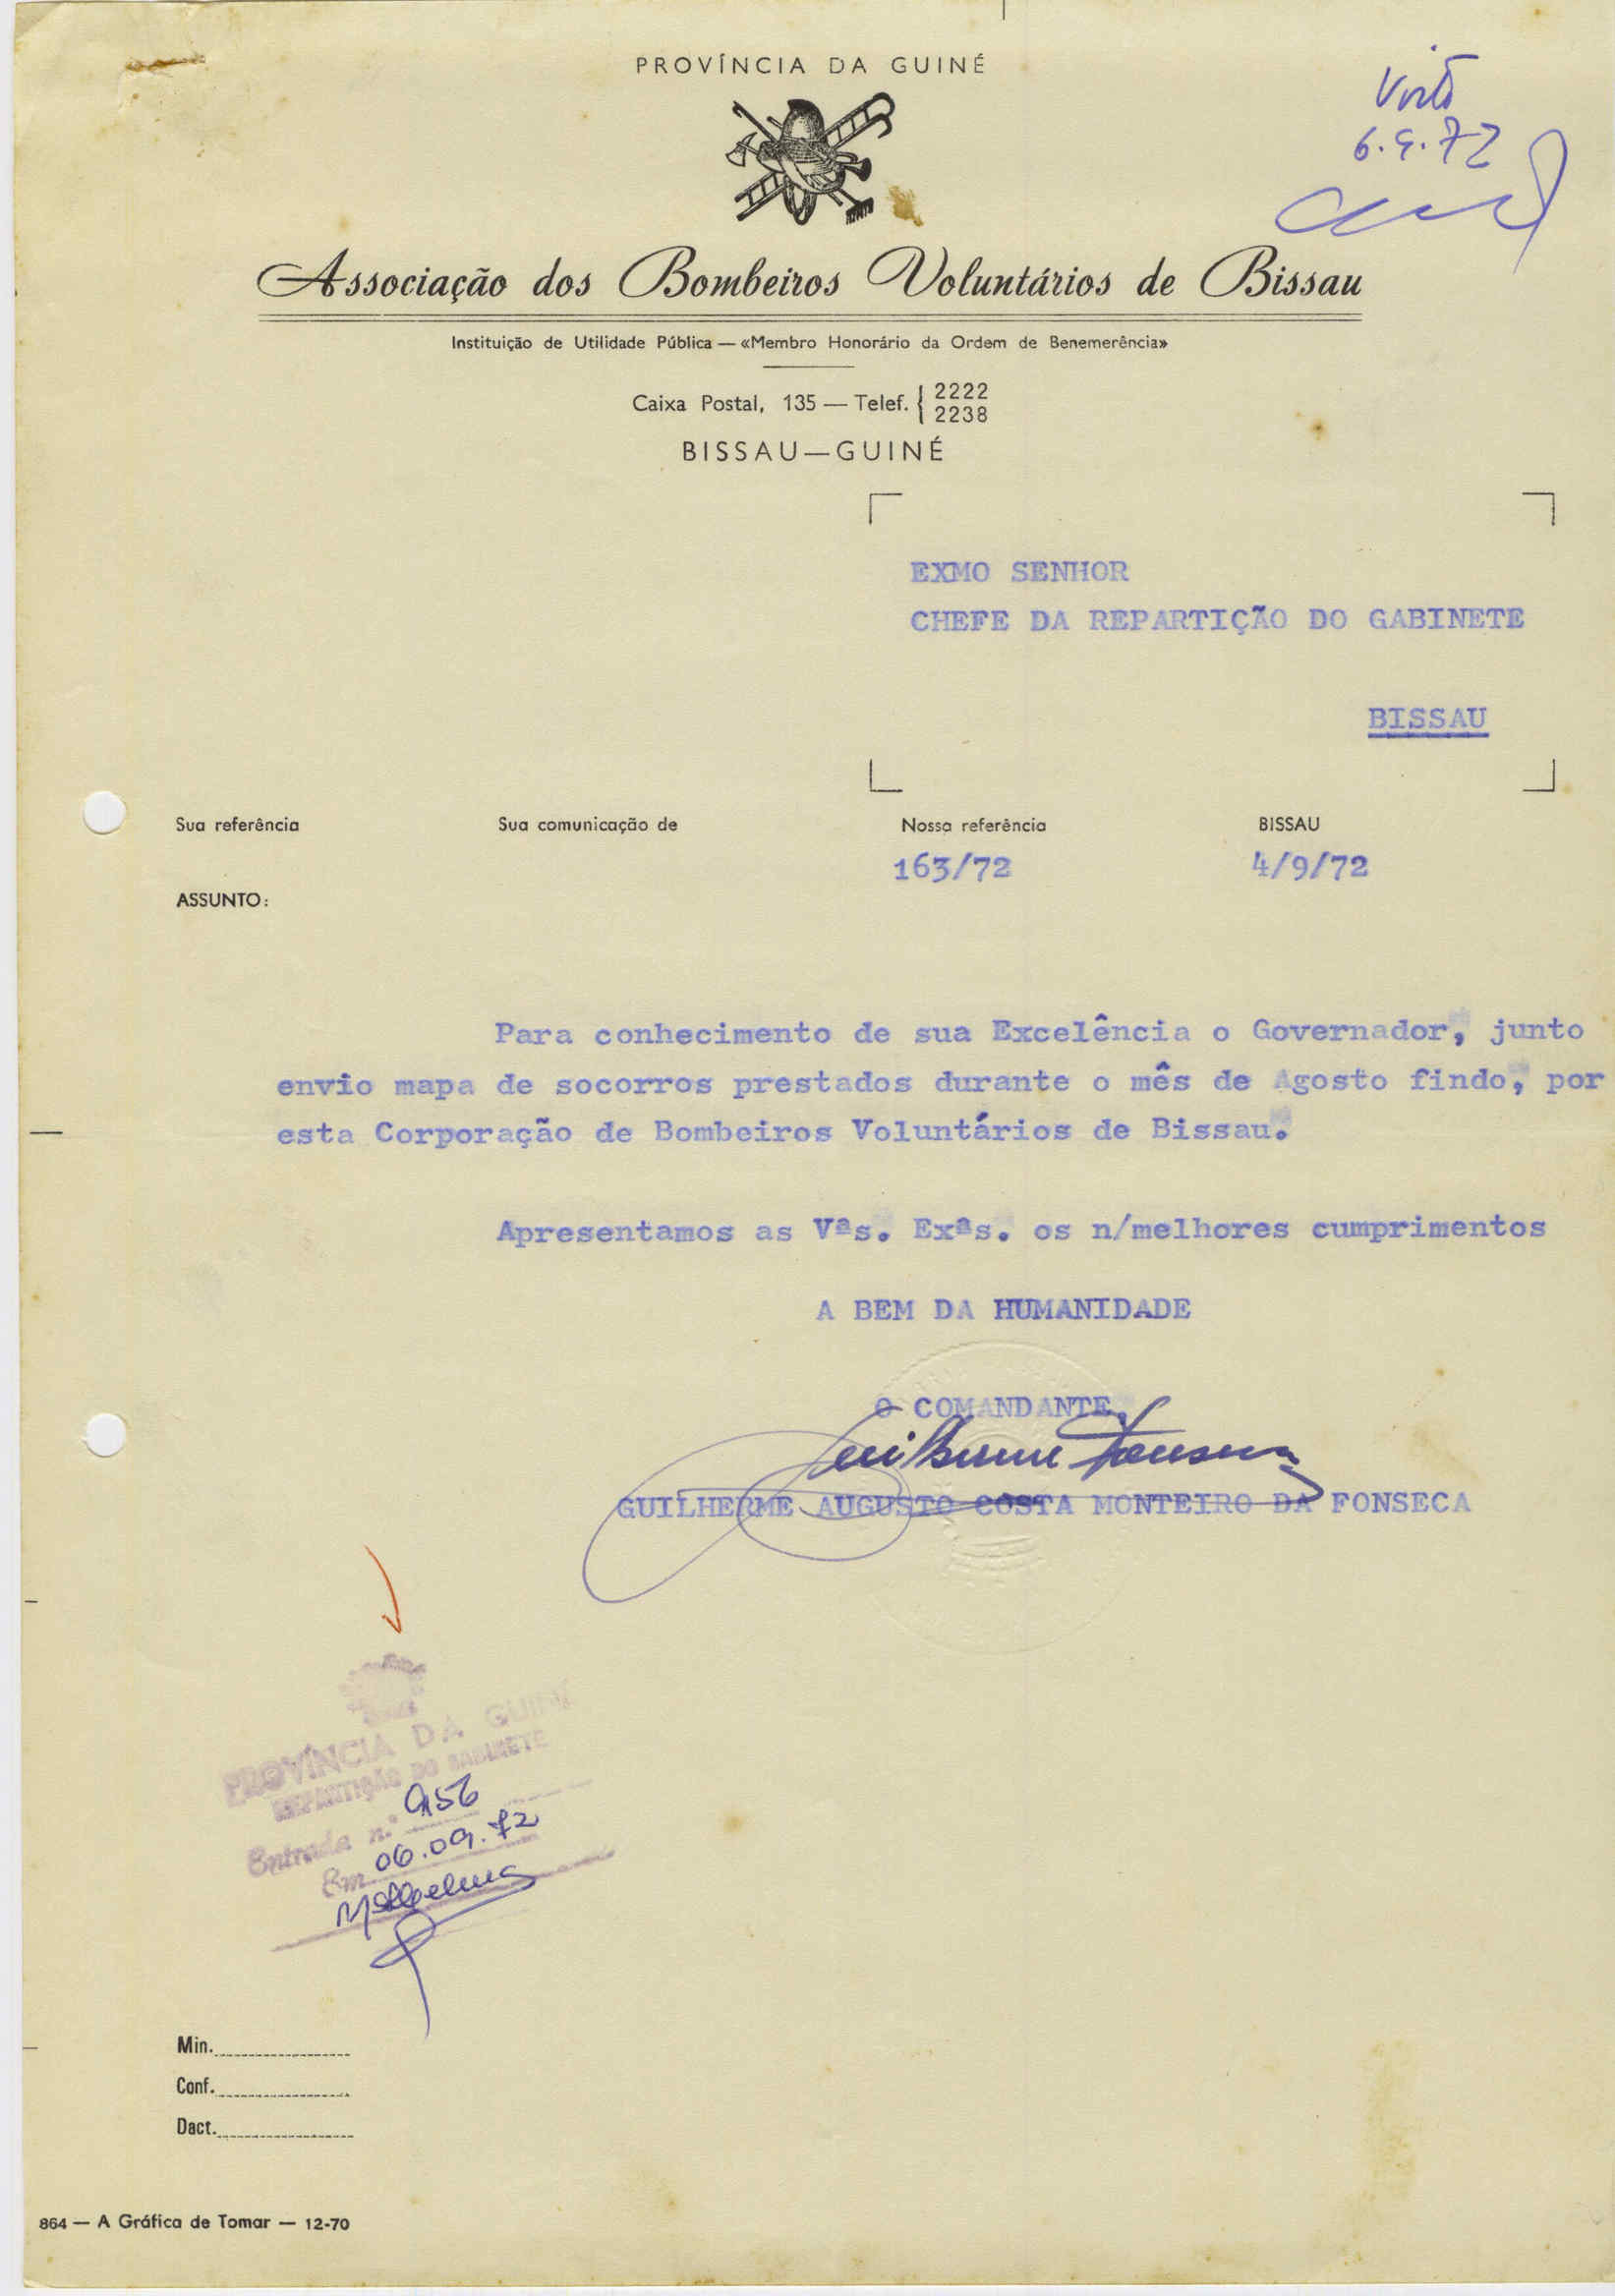 PROVÍNCIA DA GUINÉ
Visto
6.9.72
Associação dos Bombeiros Voluntários de Bissau
Instituição de Utilidade Pública — «Membro Honorário da Ordem de Benemerência»
Caixa Postal, 135 — Telef. { 2222
2238
BISSAU—GUINÉ
EXMO SENHOR
CHEFE DA REPARTIÇÃO DO GABINETE
BISSAU
Sua referência Sua comunicação de Nossa referência BISSAU
163/72 4/9/72
ASSUNTO:
Para conhecimento de sua Excelência o Governador, junto
envio mapa de socorros prestados durante o mês de Agosto findo, por
esta Corporação de Bombeiros Voluntários de Bissau.
Apresentamos as Vªs. Exªs. os n/melhores cumprimentos
A BEM DA HUMANIDADE
O COMANDANTE,
Guilherme Fonseca
GUILHERME AUGUSTO COSTA MONTEIRO DA FONSECA
PROVÍNCIA DA GUINÉ
REPARTIÇÃO DO GABINETE
Entrada n.º 956
Em 06.09.72
Min.
Conf.
Dact.
864 — A Gráfica de Tomar — 12-70